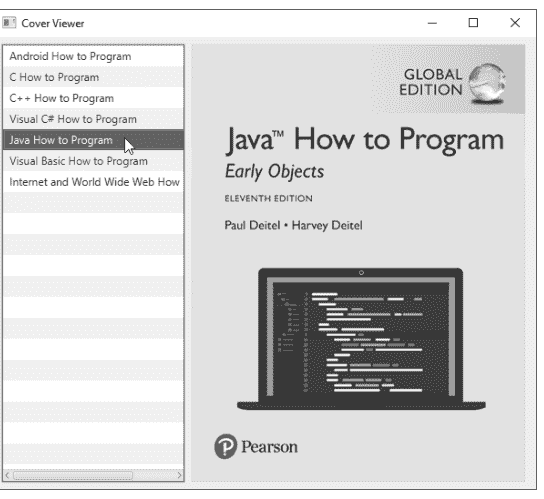 Cover Viewer
Android How to Program
C How to Program
C++ How to Program
Visual C# How to Program
Java How to Program
Visual Basic How to Program
Internet and World Wide Web How
GLOBAL
EDITION
Java™ How to Program
Early Objects
ELEVENTH EDITION
Paul Deitel • Harvey Deitel
P Pearson